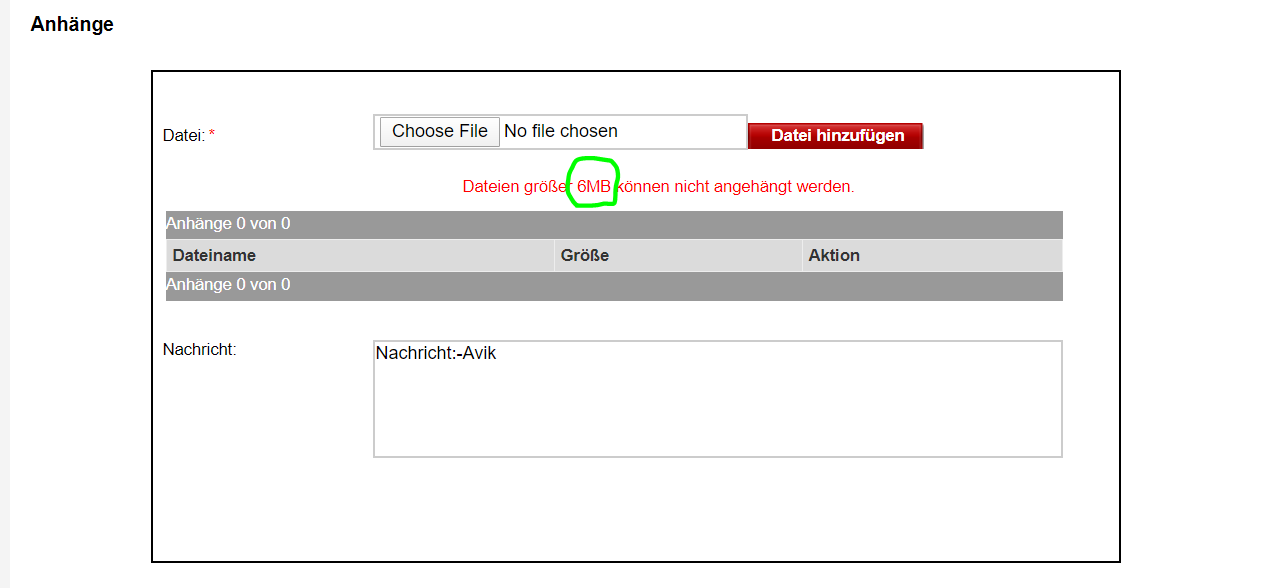 Anhänge
Datei: * Choose File No file chosen Datei hinzufügen
Dateien größer 6MB können nicht angehängt werden.
Anhänge 0 von 0
Dateiname Größe Aktion
Anhänge 0 von 0
Nachricht: Nachricht:-Avik